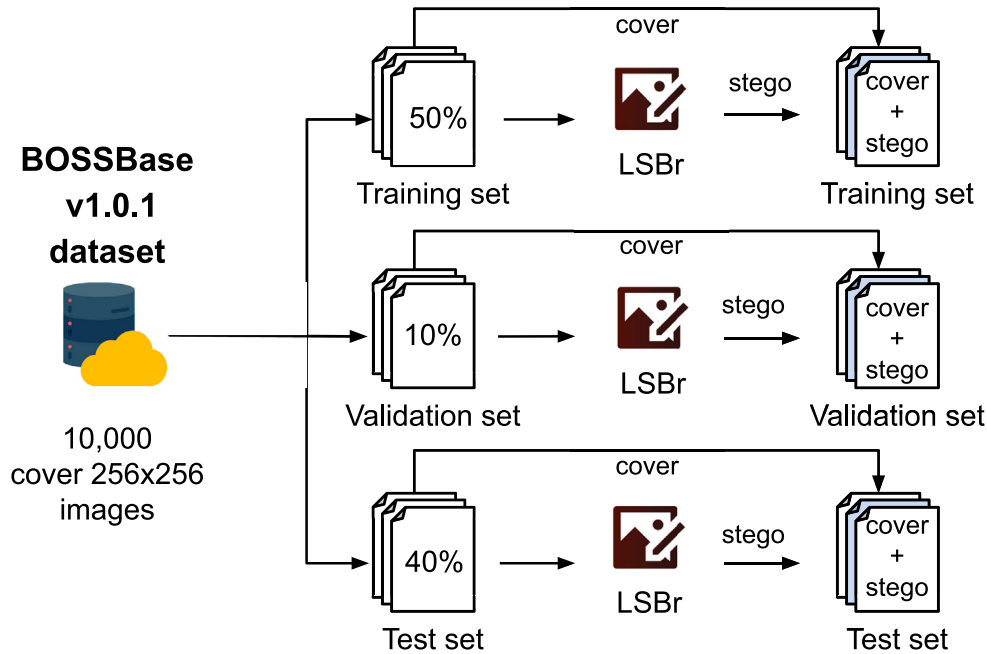 BOSSBase
v1.0.1
dataset
10,000
cover 256x256
images
cover
50%
Training set
LSBr
stego
cover
+
stego
Training set
cover
10%
Validation set
LSBr
stego
cover
+
stego
Validation set
cover
40%
Test set
LSBr
stego
cover
+
stego
Test set